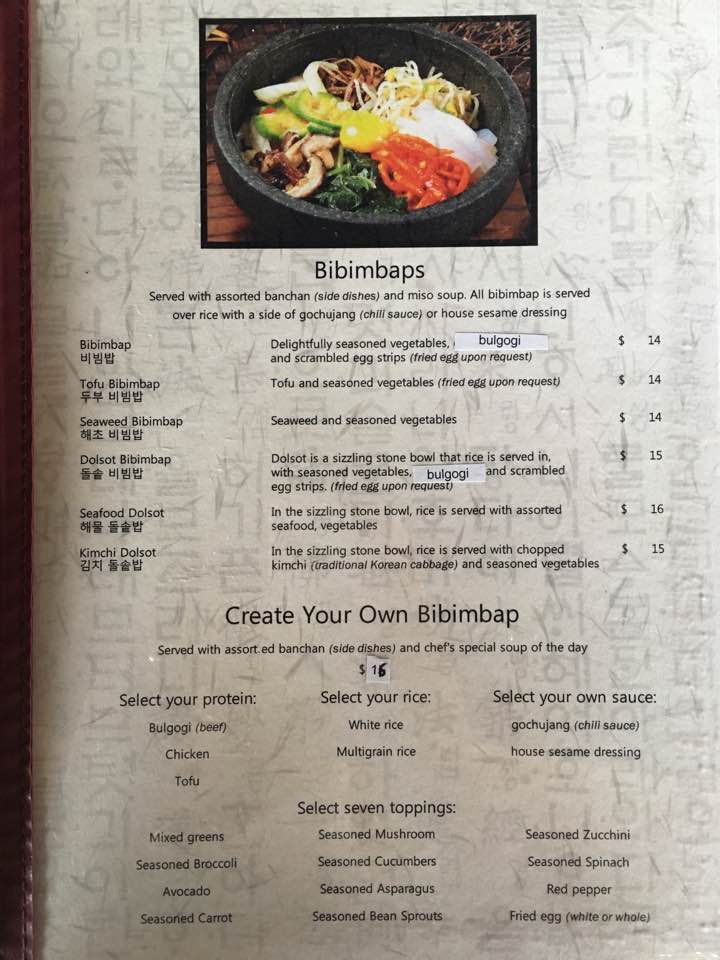 Bibimbaps
Served with assorted banchan (side dishes) and miso soup. All bibimbap is served
over rice with a side of gochujang (chili sauce) or house sesame dressing
Bibimbap
비빔밥
Delightfully seasoned vegetables, bulgogi
and scrambled egg strips (fried egg upon request)
$ 14
Tofu Bibimbap
두부 비빔밥
Tofu and seasoned vegetables (fried egg upon request)
$ 14
Seaweed Bibimbap
해초 비빔밥
Seaweed and seasoned vegetables
$ 14
Dolsot Bibimbap
돌솥 비빔밥
Dolsot is a sizzling stone bowl that rice is served in,
with seasoned vegetables, bulgogi and scrambled
egg strips. (fried egg upon request)
$ 15
Seafood Dolsot
해물 돌솥밥
In the sizzling stone bowl, rice is served with assorted
seafood, vegetables
$ 16
Kimchi Dolsot
김치 돌솥밥
In the sizzling stone bowl, rice is served with chopped
kimchi (traditional Korean cabbage) and seasoned vegetables
$ 15
Create Your Own Bibimbap
Served with assort.ed banchan (side dishes) and chef's special soup of the day
$ 16
Select your protein:
Bulgogi (beef)
Chicken
Tofu
Select your rice:
White rice
Multigrain rice
Select your own sauce:
gochujang (chili sauce)
house sesame dressing
Select seven toppings:
Mixed greens
Seasoned Broccoli
Avocado
Seasoned Carrot
Seasoned Mushroom
Seasoned Cucumbers
Seasoned Asparagus
Seasoned Bean Sprouts
Seasoned Zucchini
Seasoned Spinach
Red pepper
Fried egg (white or whole)